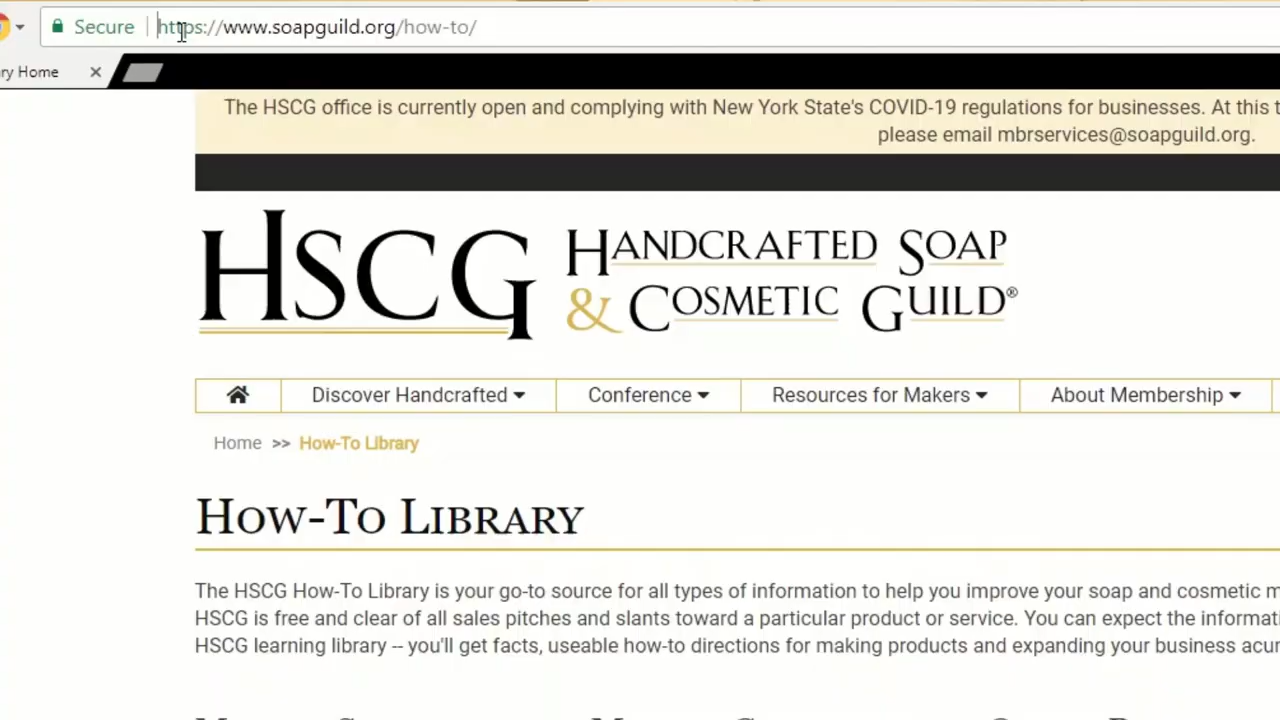 Secure | https://www.soapguild.org/how-to/
ry Home
The HSCG office is currently open and complying with New York State's COVID-19 regulations for businesses. At this
please email mbrservices@soapguild.org.
HSCG HANDCRAFTED SOAP
& COSMETIC GUILD®
Discover Handcrafted Conference Resources for Makers About Membership
Home >> How-To Library
HOW-TO LIBRARY
The HSCG How-To Library is your go-to source for all types of information to help you improve your soap and cosmetic
HSCG is free and clear of all sales pitches and slants toward a particular product or service. You can expect the informati
HSCG learning library -- you'll get facts, useable how-to directions for making products and expanding your business acu